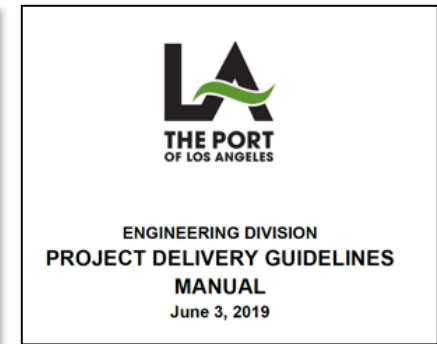 LA
THE PORT
OF LOS ANGELES
ENGINEERING DIVISION
PROJECT DELIVERY GUIDELINES
MANUAL
June 3, 2019